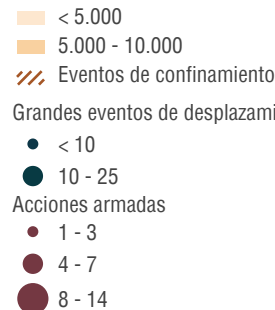 < 5.000
5.000 - 10.000
Eventos de confinamiento
Grandes eventos de desplazami
< 10
10 - 25
Acciones armadas
1 - 3
4 - 7
8 - 14